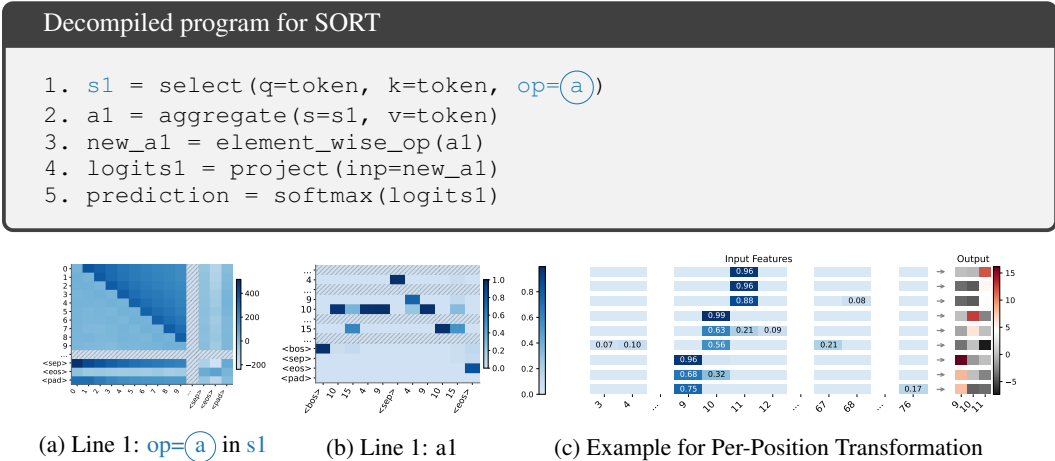 Decompiled program for SORT
1. s1 = select(q=token, k=token, op=a)
2. a1 = aggregate(s=s1, v=token)
3. new_a1 = element_wise_op(a1)
4. logits1 = project(inp=new_a1)
5. prediction = softmax(logits1)
0
1
2
3
4
5
6
7
8
9
...
<sep>
<eos>
<pad>
0 1 2 3 4 5 6 7 8 9 ... <sep> <eos> <pad>
400
200
0
−200
...
4
...
9
10
...
15
...
<bos>
<sep>
<eos>
<pad>
<bos> 10 15 4 9 10 15 <sep> 4 9 10 10 15 15 <eos>
1.0
0.8
0.6
0.4
0.2
0.0
0.8
0.6
0.4
0.2
0.0
Input Features Output
0.96 →
0.96 →
0.88 0.08 →
0.99 →
0.63 0.21 0.09 →
0.07 0.10 0.56 0.21 →
0.96 →
0.68 0.32 →
0.75 0.17 →
3 4 ... 9 10 11 12 ... 67 68 ... 76 9 10 11
15
10
5
0
−5
(a) Line 1: op=a in s1
(b) Line 1: a1
(c) Example for Per-Position Transformation